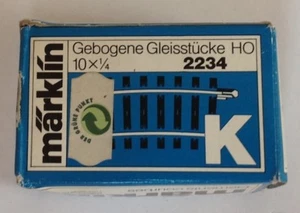 märklin
Gebogene Gleisstücke HO
10 x ¼
2234
K
DER GRÜNE PUNKT